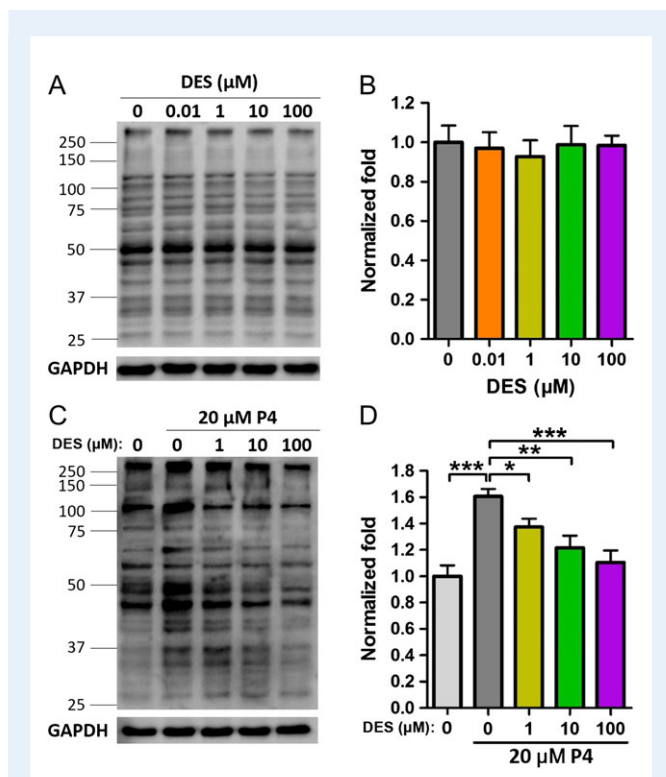 A
DES (µM)
0 0.01 1 10 100
250
150
100
75
50
37
25
GAPDH
B
Normalized fold
1.2
1.0
0.8
0.6
0.4
0.2
0.0
0 0.01 1 10 100
DES (µM)
C
20 µM P4
DES (µM): 0 0 1 10 100
250
150
100
75
50
37
25
GAPDH
D
***
**
*** *
Normalized fold
1.8
1.6
1.4
1.2
1.0
0.8
0.6
0.4
0.2
0.0
DES (µM): 0 0 1 10 100
20 µM P4